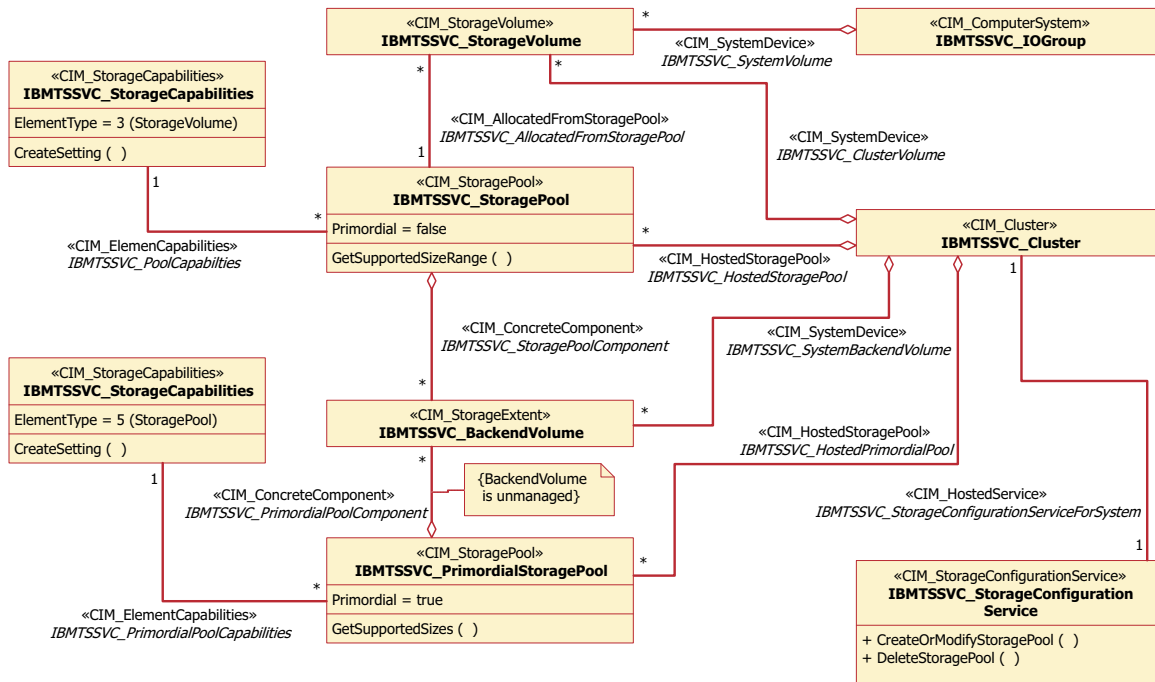 «CIM_StorageVolume»
IBMTSSVC_StorageVolume
*
*
*
«CIM_SystemDevice»
IBMTSSVC_SystemVolume
«CIM_ComputerSystem»
IBMTSSVC_IOGroup
«CIM_StorageCapabilities»
IBMTSSVC_StorageCapabilities
ElementType = 3 (StorageVolume)
CreateSetting ( )
1
«CIM_AllocatedFromStoragePool»
IBMTSSVC_AllocatedFromStoragePool
1
«CIM_SystemDevice»
IBMTSSVC_ClusterVolume
«CIM_StoragePool»
IBMTSSVC_StoragePool
Primordial = false
GetSupportedSizeRange ( )
*
*
«CIM_ElemenCapabilities»
IBMTSSVC_PoolCapabilties
«CIM_HostedStoragePool»
IBMTSSVC_HostedStoragePool
«CIM_Cluster»
IBMTSSVC_Cluster
1
«CIM_ConcreteComponent»
IBMTSSVC_StoragePoolComponent
*
«CIM_SystemDevice»
IBMTSSVC_SystemBackendVolume
«CIM_StorageCapabilities»
IBMTSSVC_StorageCapabilities
ElementType = 5 (StoragePool)
CreateSetting ( )
1
«CIM_StorageExtent»
IBMTSSVC_BackendVolume
*
*
«CIM_HostedStoragePool»
IBMTSSVC_HostedPrimordialPool
{BackendVolume
is unmanaged}
«CIM_ConcreteComponent»
IBMTSSVC_PrimordialPoolComponent
«CIM_HostedService»
IBMTSSVC_StorageConfigurationServiceForSystem
1
«CIM_StoragePool»
IBMTSSVC_PrimordialStoragePool
Primordial = true
GetSupportedSizes ( )
*
*
«CIM_ElementCapabilities»
IBMTSSVC_PrimordialPoolCapabilities
«CIM_StorageConfigurationService»
IBMTSSVC_StorageConfiguration
Service
+ CreateOrModifyStoragePool ( )
+ DeleteStoragePool ( )